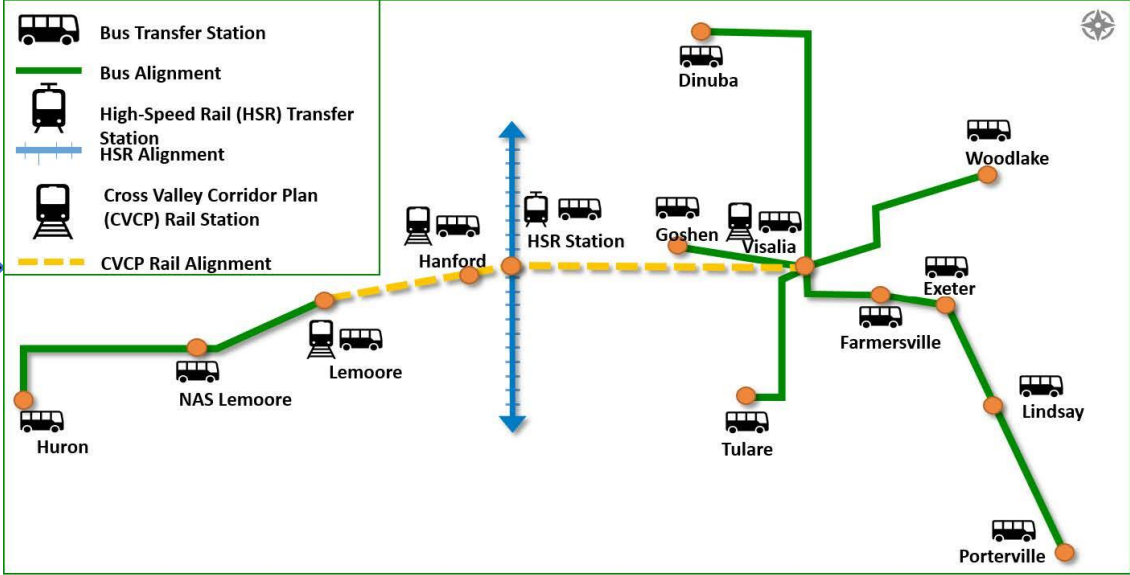 Bus Transfer Station
Bus Alignment
High-Speed Rail (HSR) Transfer
Station
HSR Alignment
Cross Valley Corridor Plan
(CVCP) Rail Station
CVCP Rail Alignment
Dinuba
Woodlake
HSR Station
Goshen
Visalia
Hanford
Exeter
Farmersville
Lemoore
NAS Lemoore
Lindsay
Huron
Tulare
Porterville